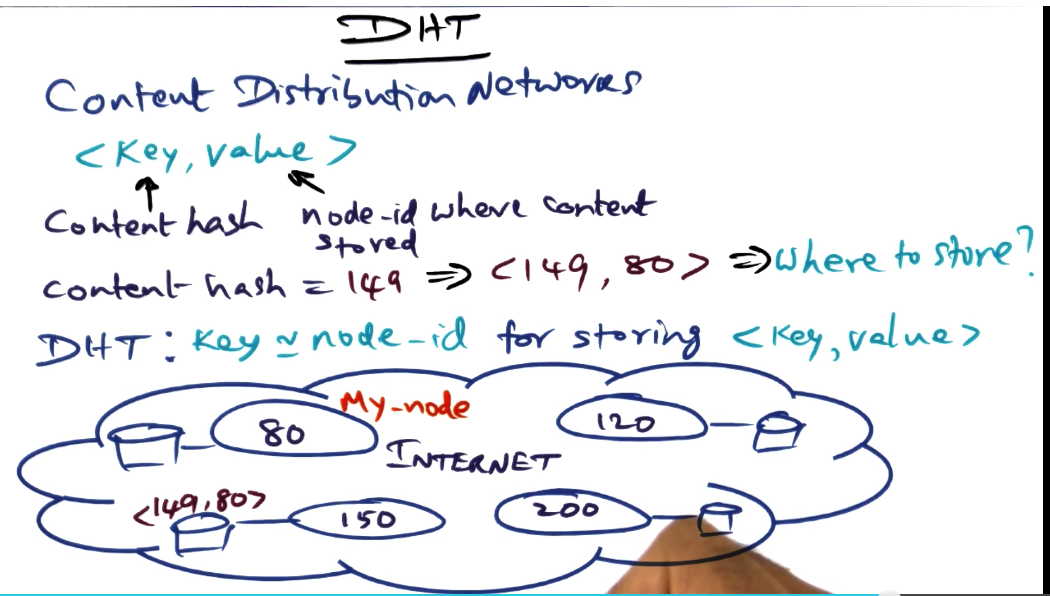 DHT
Content Distribution Networks
<Key, value>
Content hash node-id where content stored
content-hash = 149 ⇒ <149, 80> ⇒ where to store?
DHT: Key ≃ node-id for storing <Key, value>
My-node
80 120
INTERNET
<149, 80>
150 200